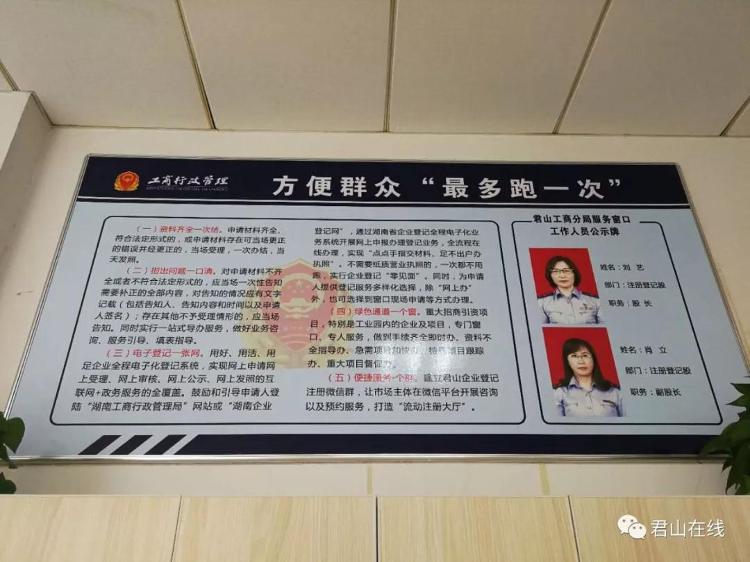 工商行政管理
方便群众“最多跑一次”
（一）资料齐全一次结。申请材料齐全、
符合法定形式的，或申请材料存在可当场更正
的错误并经更正的，当场受理，一次办结，当
天发照。
（二）指出问题一口清。对申请材料不齐
全或者不符合法定形式的，应当场一次性告知
需要补正的全部内容，对告知的情况应有文字
记载（包括告知人、告知内容和时间以及申请
人签名）；存在其他不予受理情形的，应当场
告知。同时实行一站式导办服务，做好业务咨
询、服务引导、填表指导。
（三）电子登记一张网。用好、用活、用
足企业全程电子化登记系统，实现网上申请网
上受理、网上审核、网上公示、网上发照的互
联网+政务服务的全覆盖。鼓励和引导申请人登
陆“湖南工商行政管理局”网站或“湖南企业
登记网”，通过湖南省企业登记全程电子化业
务系统开展网上申报办理登记业务，全流程在
线办理，实现“点点手指交材料、足不出户办
执照”。不需要纸质营业执照的，一次都不用
跑，实行企业登记“零见面”。同时，为申请
人提供登记服务多样化选择，除“网上办”
外，也可选择到窗口现场申请等方式办理。
（四）绿色通道一个窗。重大招商引资项
目，特别是工业园内的企业及项目，专门窗
口、专人服务，做到手续齐全即时办、资料不
全指导办、急需项目加快办、特殊项目跟踪
办、重大项目督促办。
（五）便捷服务一个群。建立君山企业登记
注册微信群，让市场主体在微信平台开展咨询
以及预约服务，打造“流动注册大厅”。
君山工商分局服务窗口
工作人员公示牌
姓名：刘 艺
部门：注册登记股
职务：股 长
姓名：肖 立
部门：注册登记股
职务：副股长
君山在线